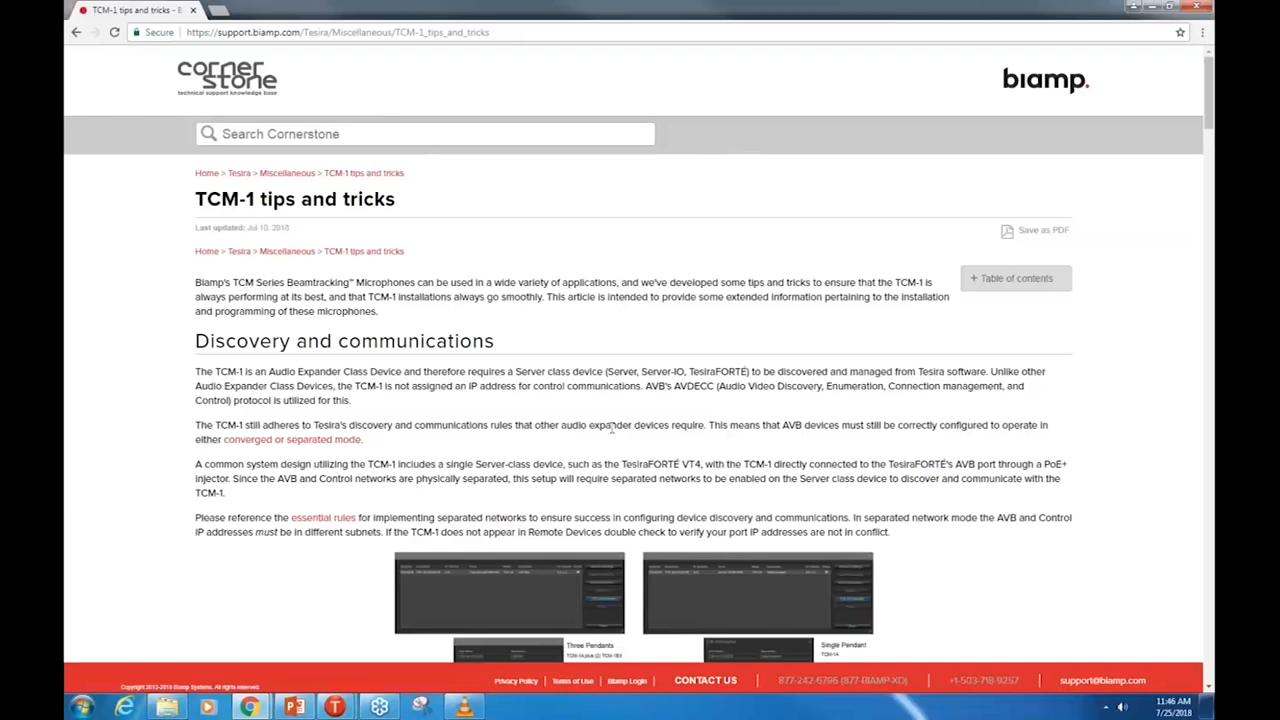 TCM-1 tips and tricks - B
Secure https://support.biamp.com/Tesira/Miscellaneous/TCM-1_tips_and_tricks
corner stone
technical support knowledge base
biamp.
Search Cornerstone
Home > Tesira > Miscellaneous > TCM-1 tips and tricks
TCM-1 tips and tricks
Last updated: Jul 10, 2018
Save as PDF
Home > Tesira > Miscellaneous > TCM-1 tips and tricks
+ Table of contents
Biamp's TCM Series Beamtracking™ Microphones can be used in a wide variety of applications, and we've developed some tips and tricks to ensure that the TCM-1 is
always performing at its best, and that TCM-1 installations always go smoothly. This article is intended to provide some extended information pertaining to the installation
and programming of these microphones.
Discovery and communications
The TCM-1 is an Audio Expander Class Device and therefore requires a Server class device (Server, Server-IO, TesiraFORTÉ) to be discovered and managed from Tesira software. Unlike other
Audio Expander Class Devices, the TCM-1 is not assigned an IP address for control communications. AVB's AVDECC (Audio Video Discovery, Enumeration, Connection management, and
Control) protocol is utilized for this.
The TCM-1 still adheres to Tesira's discovery and communications rules that other audio expander devices require. This means that AVB devices must still be correctly configured to operate in
either converged or separated mode.
A common system design utilizing the TCM-1 includes a single Server-class device, such as the TesiraFORTÉ VT4, with the TCM-1 directly connected to the TesiraFORTÉ's AVB port through a PoE+
injector. Since the AVB and Control networks are physically separated, this setup will require separated networks to be enabled on the Server class device to discover and communicate with the
TCM-1.
Please reference the essential rules for implementing separated networks to ensure success in configuring device discovery and communications. In separated network mode the AVB and Control
IP addresses must be in different subnets. If the TCM-1 does not appear in Remote Devices double check to verify your port IP addresses are not in conflict.
Three Pendants
Single Pendant
TCM-1A
Copyright 2013-2018 Biamp Systems. All rights reserved.
Privacy Policy
Terms of Use
Biamp Login
CONTACT US
877-242-6796 (877-BIAMP-XO)
+1-503-718-9257
support@biamp.com
11:46 AM
7/25/2018